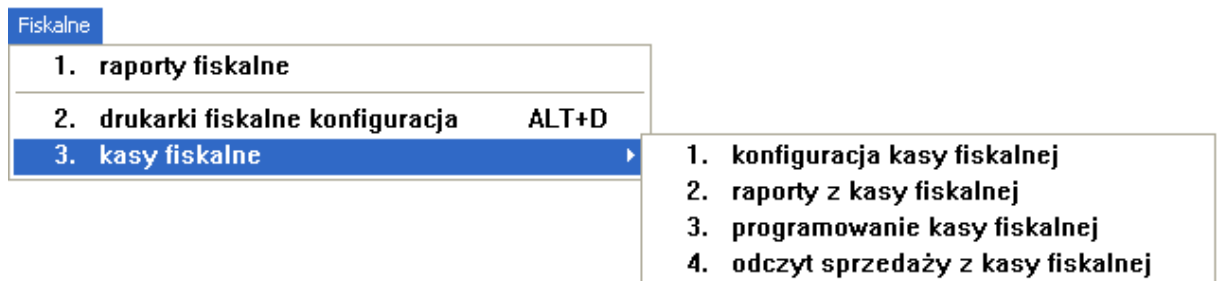 Fiskalne
1. raporty fiskalne
2. drukarki fiskalne konfiguracja ALT+D
3. kasy fiskalne
1. konfiguracja kasy fiskalnej
2. raporty z kasy fiskalnej
3. programowanie kasy fiskalnej
4. odczyt sprzedaży z kasy fiskalnej